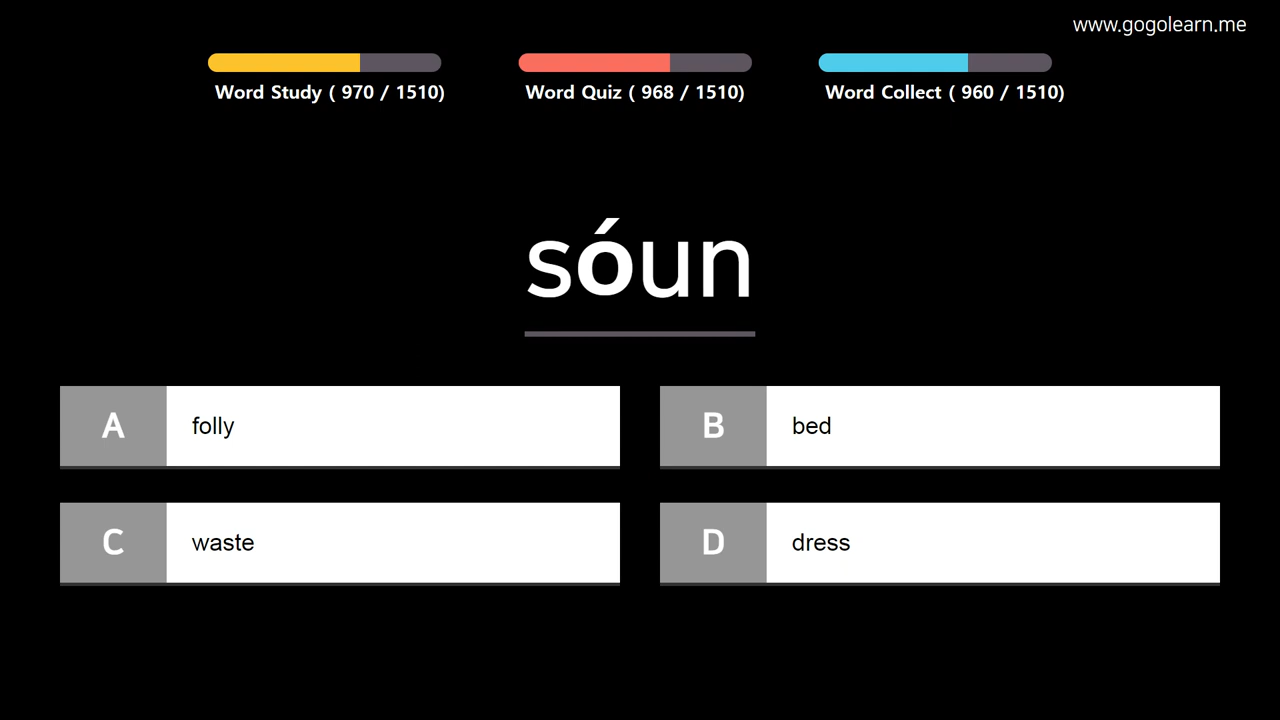 www.gogolearn.me
Word Study ( 970 / 1510)
Word Quiz ( 968 / 1510)
Word Collect ( 960 / 1510)
sóun
A folly
B bed
C waste
D dress